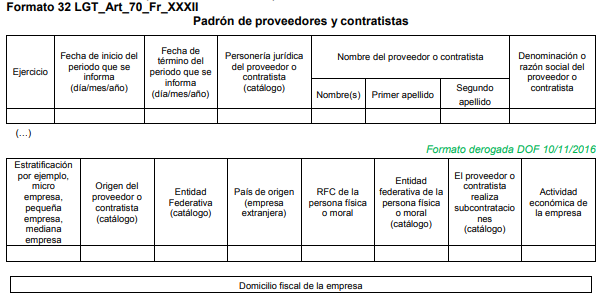 Formato 32 LGT_Art_70_Fr_XXXII
Padrón de proveedores y contratistas
Ejercicio
Fecha de inicio del
periodo que se
informa
(día/mes/año)
Fecha de
término del
periodo que se
informa
(día/mes/año)
Personería jurídica
del proveedor o
contratista
(catálogo)
Nombre del proveedor o contratista
Nombre(s)
Primer apellido
Segundo
apellido
Denominación o
razón social del
proveedor o
contratista
(...)
Formato derogada DOF 10/11/2016
Estratificación
por ejemplo,
micro
empresa,
pequeña
empresa,
mediana
empresa
Origen del
proveedor o
contratista
(catálogo)
Entidad
Federativa
(catálogo)
País de origen
(empresa
extranjera)
RFC de la
persona física
o moral
Entidad
federativa de la
persona física
o moral
(catálogo)
El proveedor o
contratista
realiza
subcontratacio
nes
(catálogo)
Actividad
económica de
la empresa
Domicilio fiscal de la empresa